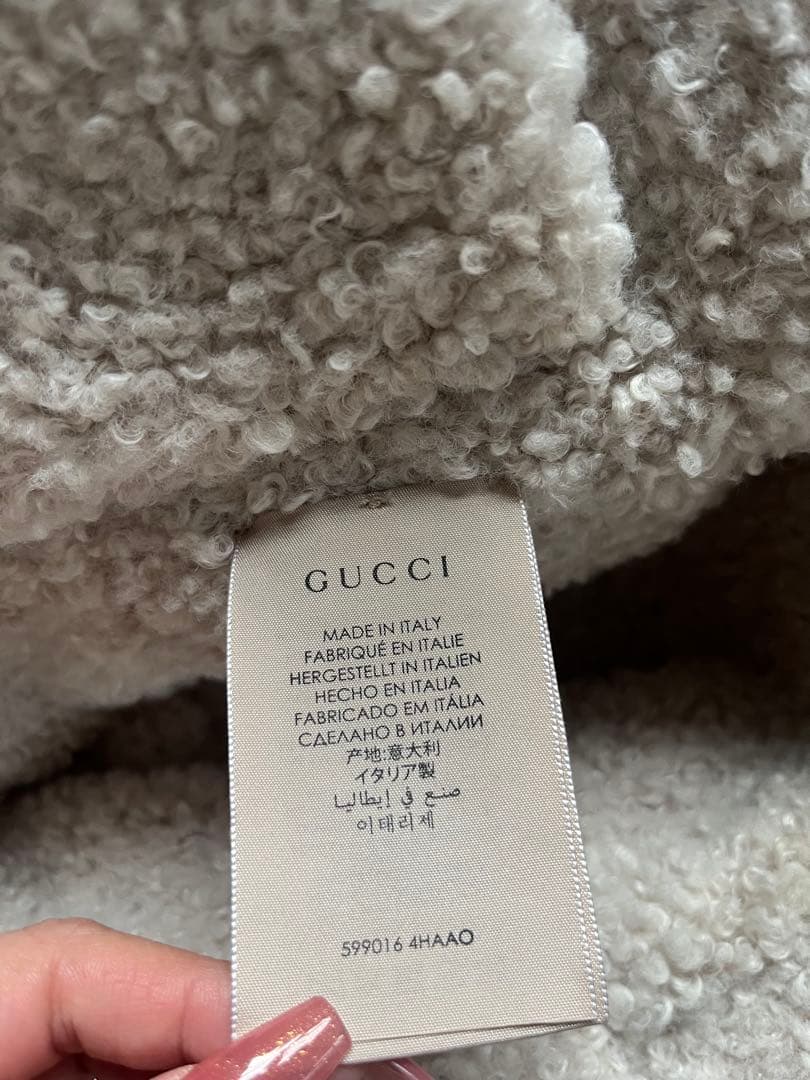 GUCCI
MADE IN ITALY
FABRIQUÉ EN ITALIE
HERGESTELLT IN ITALIEN
HECHO EN ITALIA
FABRICADO EM ITÁLIA
СДЕЛАНО В ИТАЛИИ
产地:意大利
イタリア製
صنع في إيطاليا
이태리제
599016 4HAAO